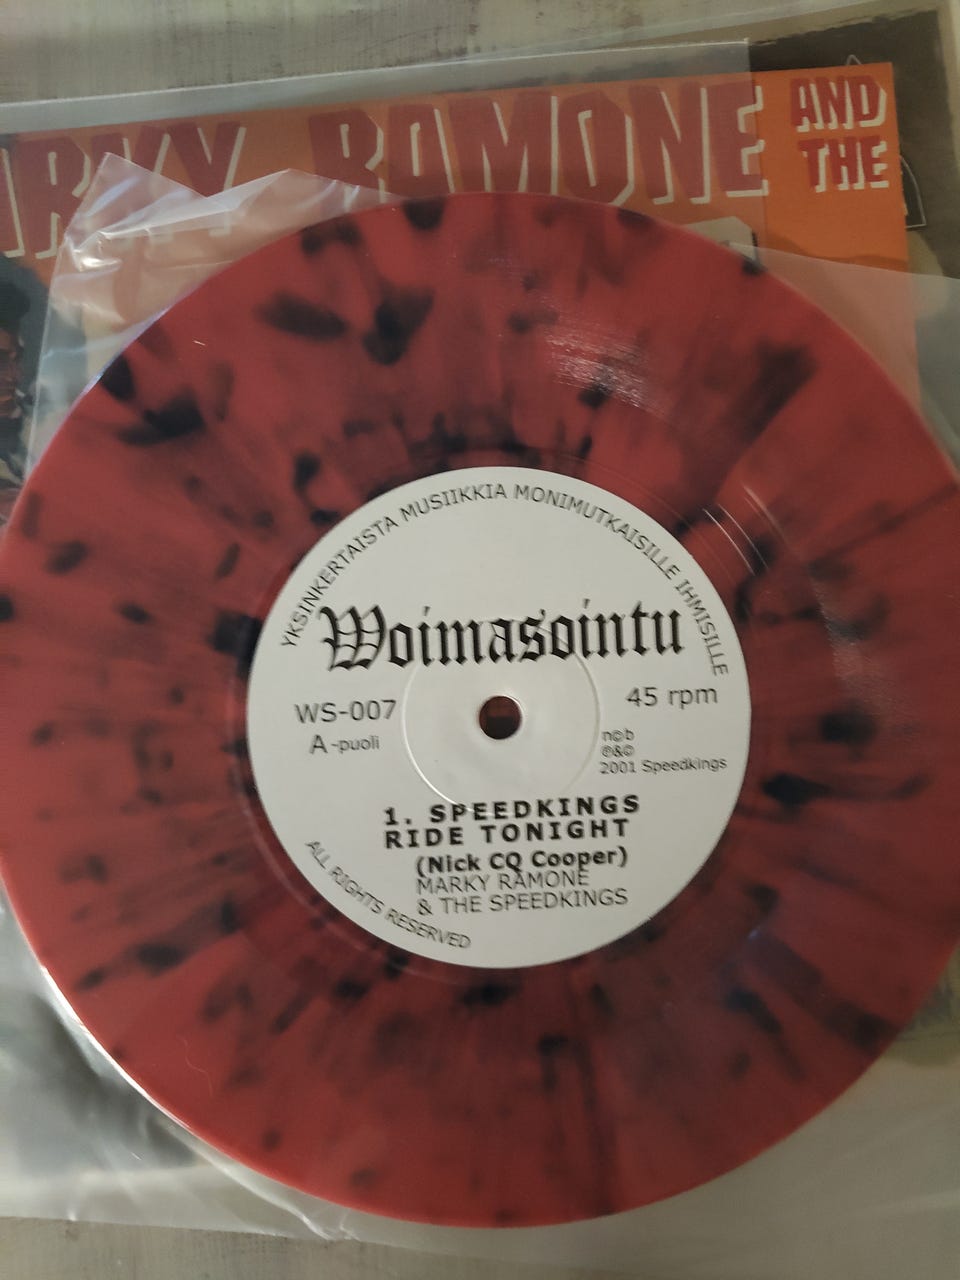 RAMONE AND
THE
YKSINKERTAISTA MUSIIKKIA MONIMUTKAISILLE IHMISILLE
Woimasointu
WS-007
45 rpm
A-puoli
n©b
℗&©
2001 Speedkings
1. SPEEDKINGS
RIDE TONIGHT
(Nick CQ Cooper)
MARKY RAMONE
& THE SPEEDKINGS
ALL RIGHTS RESERVED